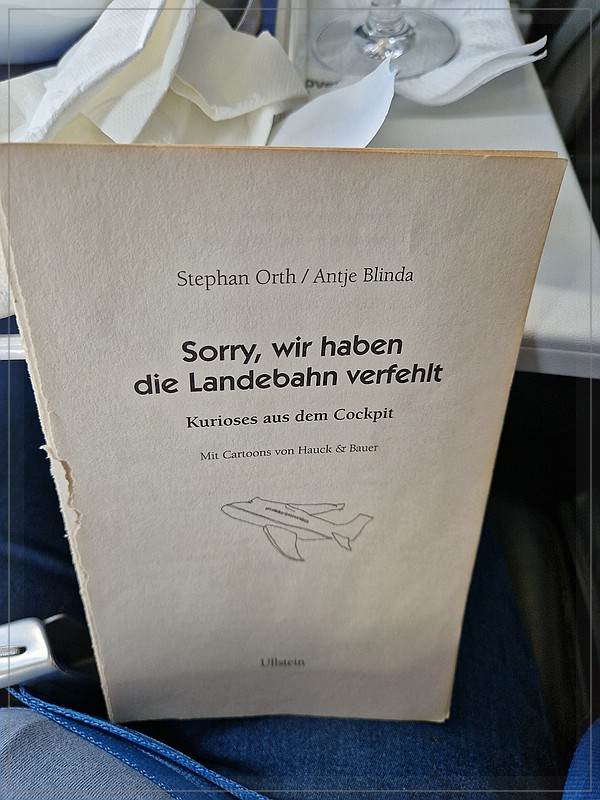 Stephan Orth / Antje Blinda
Sorry, wir haben
die Landebahn verfehlt
Kurioses aus dem Cockpit
Mit Cartoons von Hauck & Bauer
Ullstein